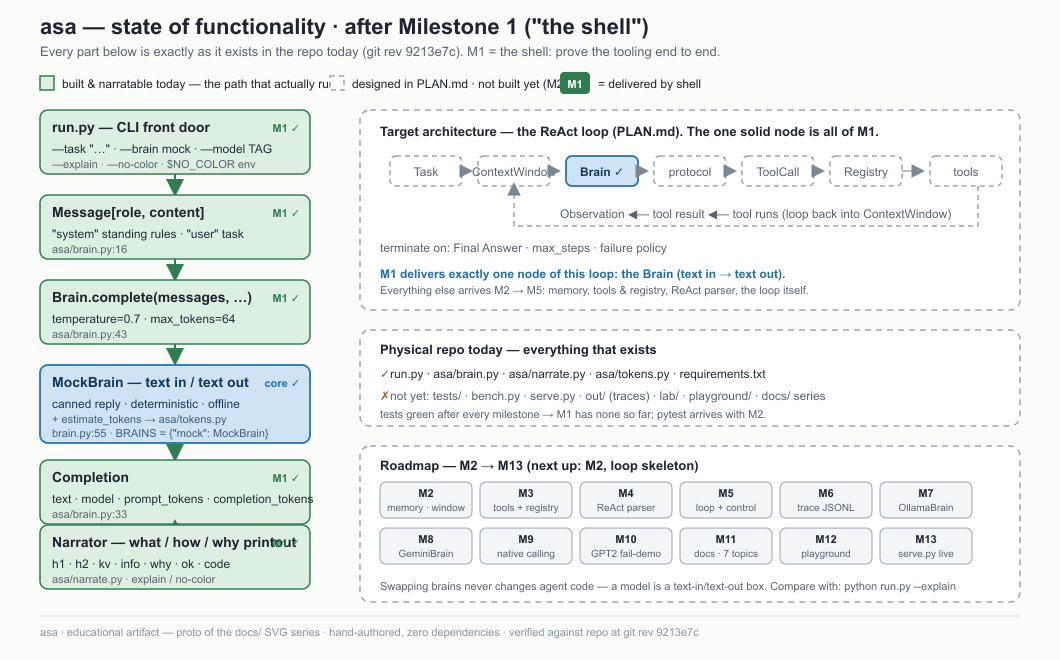 asa — state of functionality · after Milestone 1 ("the shell")
Every part below is exactly as it exists in the repo today (git rev 9213e7c). M1 = the shell: prove the tooling end to end.
built & narratable today — the path that actually
designed in PLAN.md · not built yet
M1 = delivered by shell
run.py — CLI front door M1 ✓
—task "…" · —brain mock · —model TAG
—explain · —no-color · $NO_COLOR env
Message[role, content] M1 ✓
"system" standing rules · "user" task
asa/brain.py:16
Brain.complete(messages, …) M1 ✓
temperature=0.7 · max_tokens=64
asa/brain.py:43
MockBrain — text in / text out core ✓
canned reply · deterministic · offline
+ estimate_tokens → asa/tokens.py
brain.py:55 · BRAINS = {"mock": MockBrain}
Completion M1 ✓
text · model · prompt_tokens · completion_tokens
asa/brain.py:33
Narrator — what / how / why printout
h1 · h2 · kv · info · why · ok · code
asa/narrate.py · explain / no-color
Target architecture — the ReAct loop (PLAN.md). The one solid node is all of M1.
Task
ContextWindow
Brain ✓
protocol
ToolCall
Registry
tools
Observation ◀— tool result ◀— tool runs (loop back into ContextWindow)
terminate on: Final Answer · max_steps · failure policy
M1 delivers exactly one node of this loop: the Brain (text in → text out).
Everything else arrives M2 → M5: memory, tools & registry, ReAct parser, the loop itself.
Physical repo today — everything that exists
✓run.py · asa/brain.py · asa/narrate.py · asa/tokens.py · requirements.txt
✗not yet: tests/ · bench.py · serve.py · out/ (traces) · lab/ · playground/ · docs/ series
tests green after every milestone → M1 has none so far; pytest arrives with M2.
Roadmap — M2 → M13 (next up: M2, loop skeleton)
M2
memory · window
M3
tools + registry
M4
ReAct parser
M5
loop + control
M6
trace JSONL
M7
OllamaBrain
M8
GeminiBrain
M9
native calling
M10
GPT2 fail-demo
M11
docs · 7 topics
M12
playground
M13
serve.py live
Swapping brains never changes agent code — a model is a text-in/text-out box. Compare with: python run.py --explain
asa · educational artifact — proto of the docs/ SVG series · hand-authored, zero dependencies · verified against repo at git rev 9213e7c